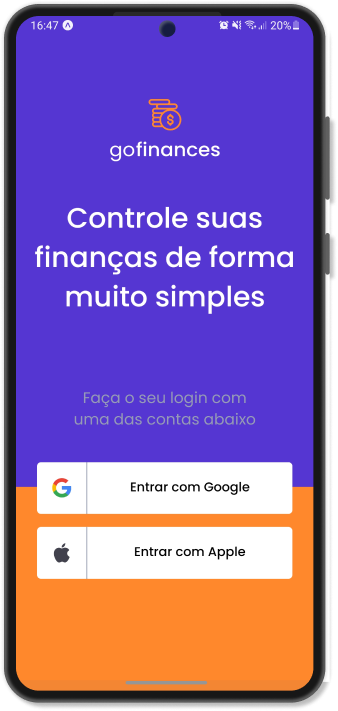 16:47 20%
gofinances
Controle suas
finanças de forma
muito simples
Faça o seu login com
uma das contas abaixo
Entrar com Google
Entrar com Apple